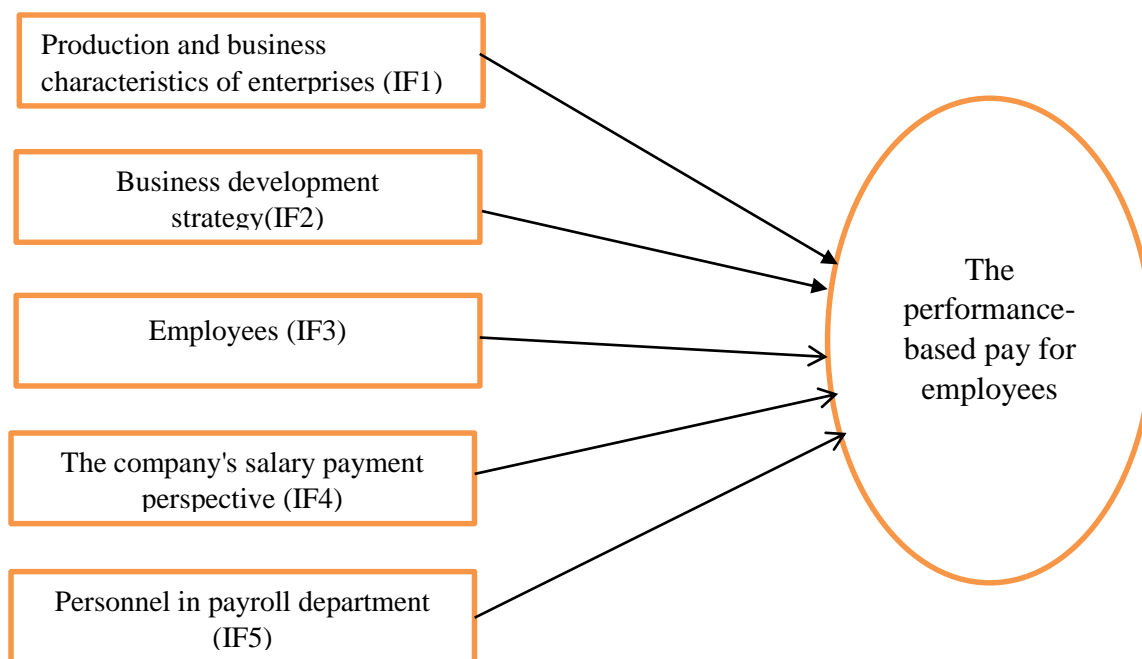 Production and business
characteristics of enterprises (IF1)
Business development
strategy(IF2)
Employees (IF3)
The company's salary payment
perspective (IF4)
Personnel in payroll department
(IF5)
The
performance-
based pay for
employees